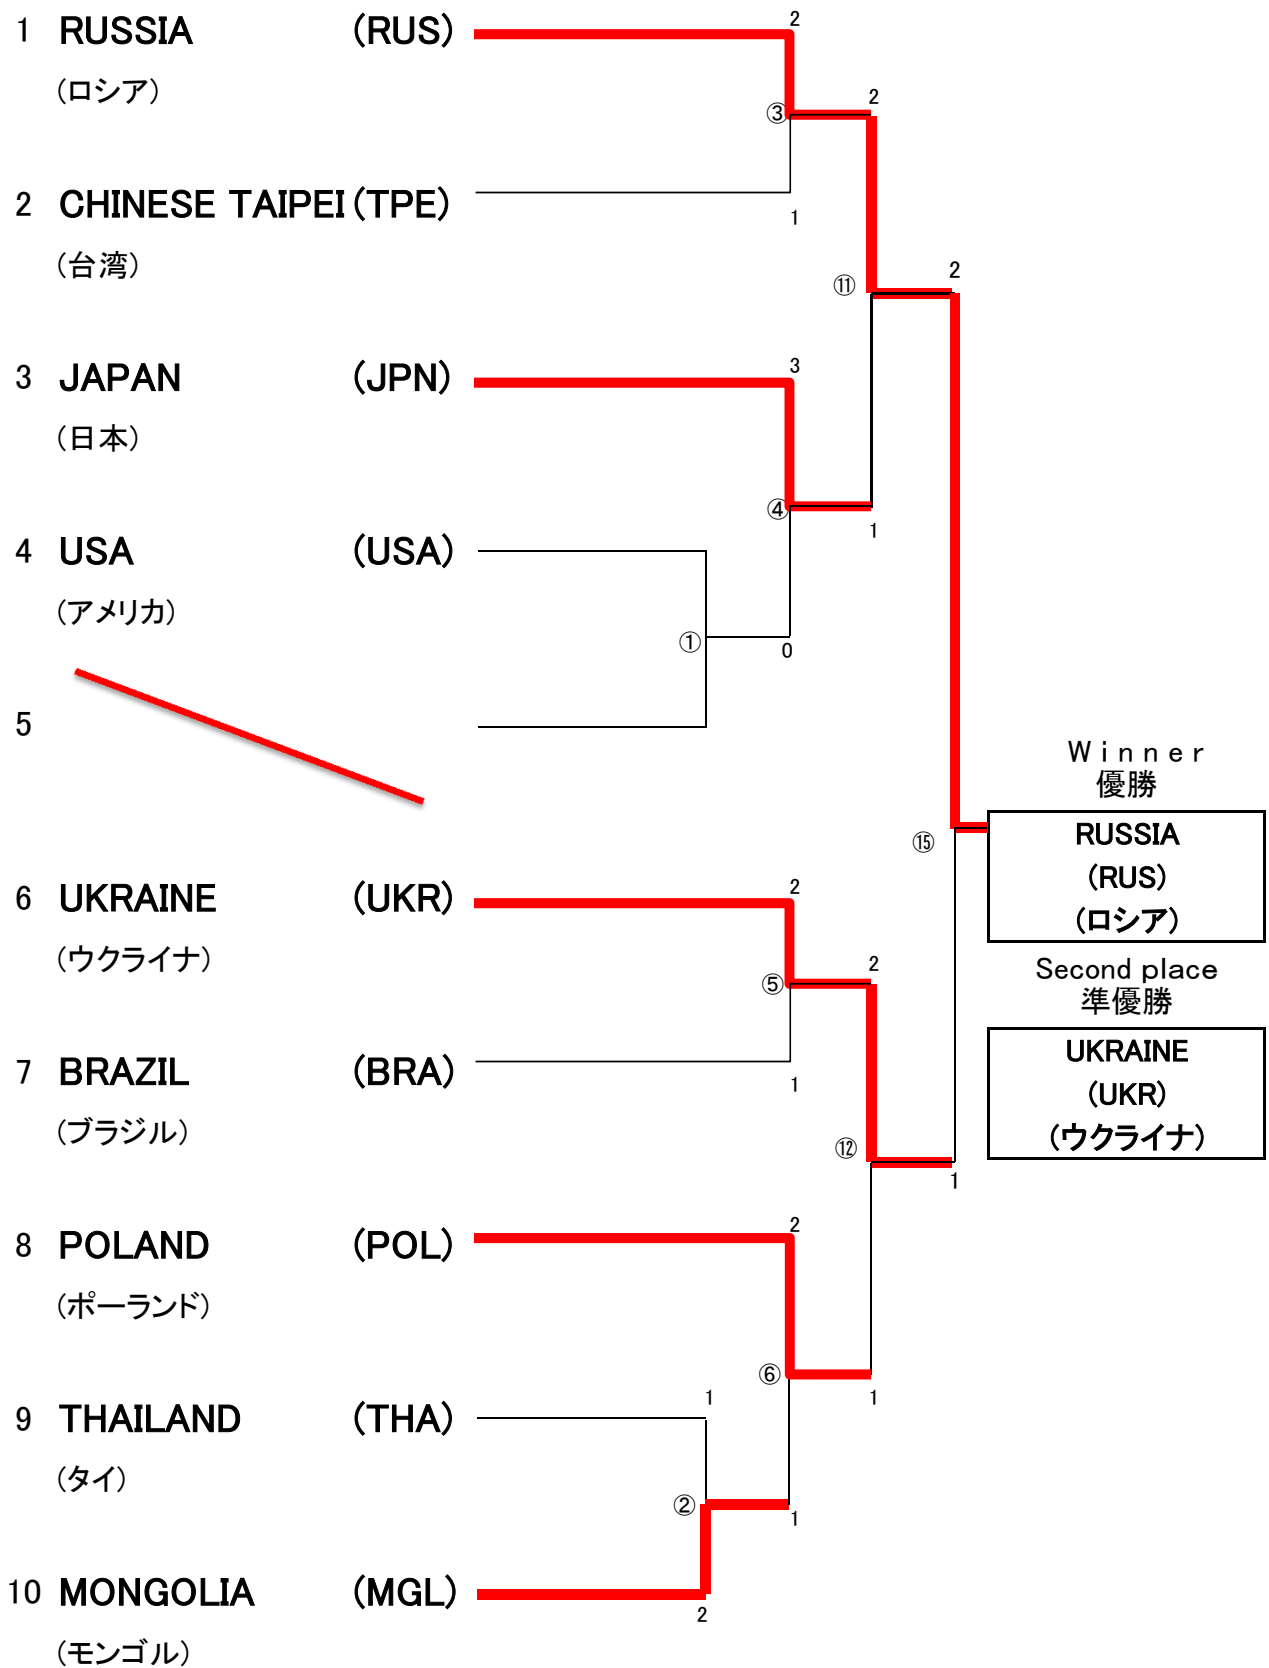 1 RUSSIA (RUS)
(ロシア)
2
③
2
2 CHINESE TAIPEI (TPE)
(台湾)
1
⑪
2
3 JAPAN (JPN)
(日本)
3
④
1
4 USA (USA)
(アメリカ)
①
0
5
Winner
優勝
RUSSIA
(RUS)
(ロシア)
⑮
6 UKRAINE (UKR)
(ウクライナ)
2
⑤
2
Second place
準優勝
UKRAINE
(UKR)
(ウクライナ)
7 BRAZIL (BRA)
(ブラジル)
1
⑫
1
8 POLAND (POL)
(ポーランド)
2
⑥
1
9 THAILAND (THA)
(タイ)
1
②
1
10 MONGOLIA (MGL)
(モンゴル)
2